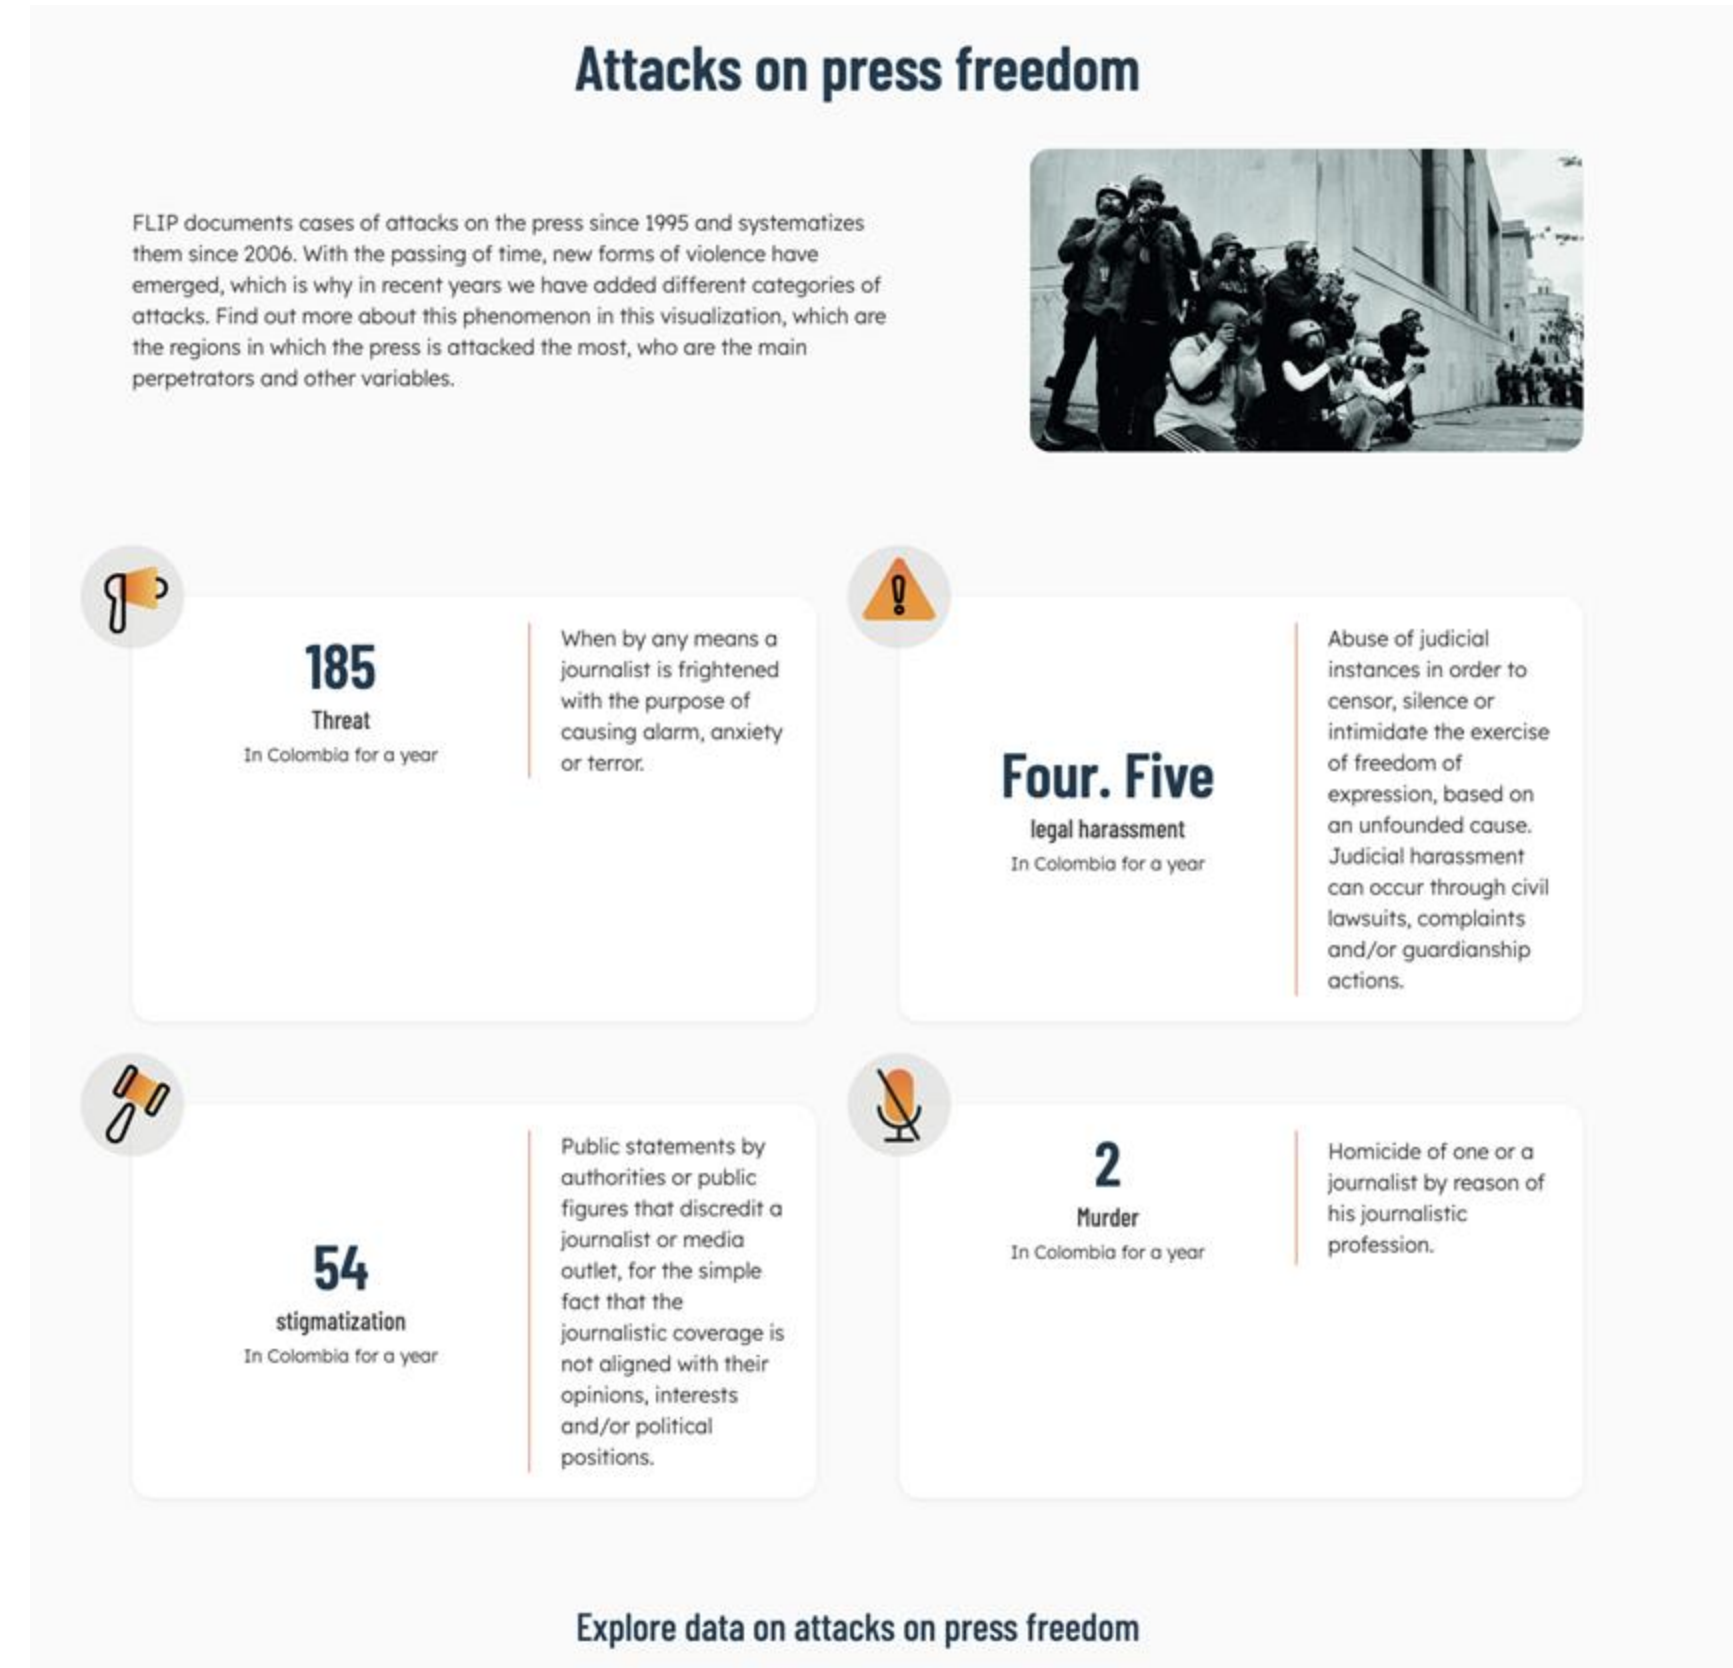 Attacks on press freedom
FLIP documents cases of attacks on the press since 1995 and systematizes
them since 2006. With the passing of time, new forms of violence have
emerged, which is why in recent years we have added different categories of
attacks. Find out more about this phenomenon in this visualization, which are
the regions in which the press is attacked the most, who are the main
perpetrators and other variables.
185
Threat
In Colombia for a year
When by any means a
journalist is frightened
with the purpose of
causing alarm, anxiety
or terror.
Four. Five
legal harassment
In Colombia for a year
Abuse of judicial
instances in order to
censor, silence or
intimidate the exercise
of freedom of
expression, based on
an unfounded cause.
Judicial harassment
can occur through civil
lawsuits, complaints
and/or guardianship
actions.
54
stigmatization
In Colombia for a year
Public statements by
authorities or public
figures that discredit a
journalist or media
outlet, for the simple
fact that the
journalistic coverage is
not aligned with their
opinions, interests
and/or political
positions.
2
Murder
In Colombia for a year
Homicide of one or a
journalist by reason of
his journalistic
profession.
Explore data on attacks on press freedom